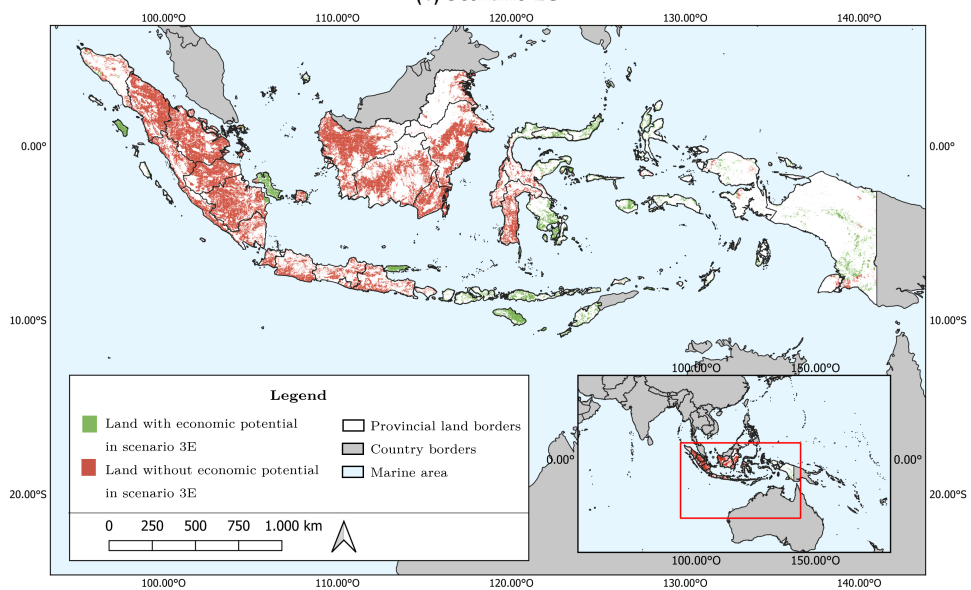 100.00°O 110.00°O 120.00°O 130.00°O 140.00°O
0.00° 0.00°
10.00°S 10.00°S
100.00°O 150.00°O
Legend
Land with economic potential
in scenario 3E
Land without economic potential
in scenario 3E
Provincial land borders
Country borders
Marine area
0.00° 0.00°
20.00°S 20.00°S
0 250 500 750 1.000 km
100.00°O 150.00°O
100.00°O 110.00°O 120.00°O 130.00°O 140.00°O